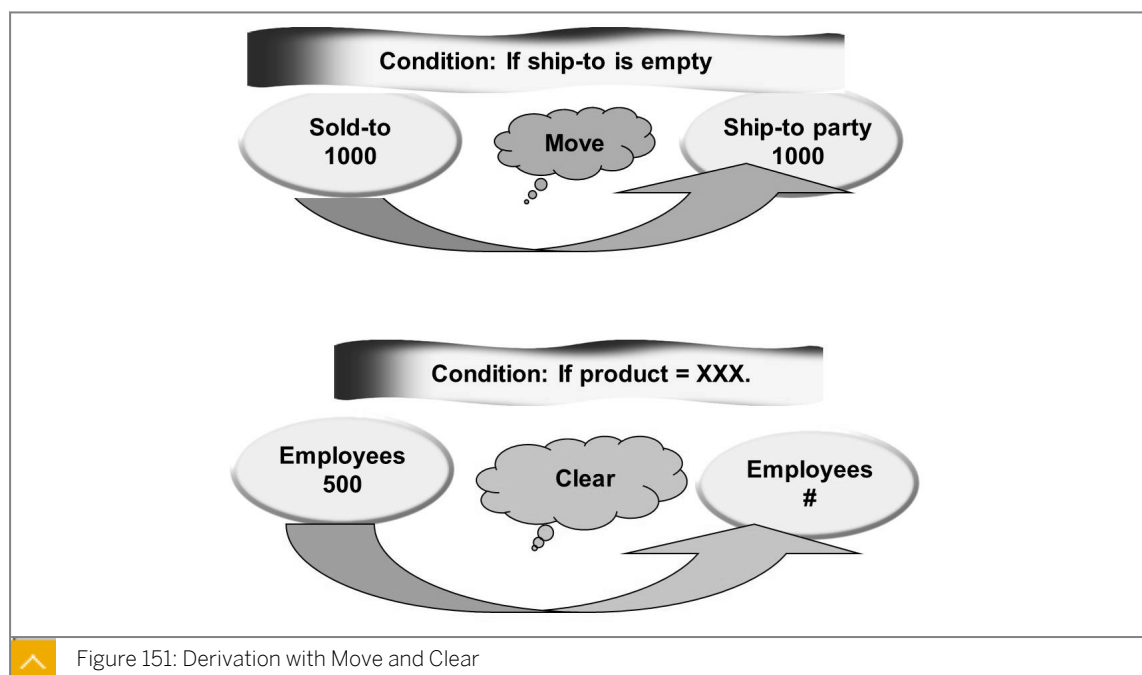 Condition: If ship-to is empty
Sold-to
1000
Move
Ship-to party
1000
Condition: If product = XXX.
Employees
500
Clear
Employees
#
Figure 151: Derivation with Move and Clear